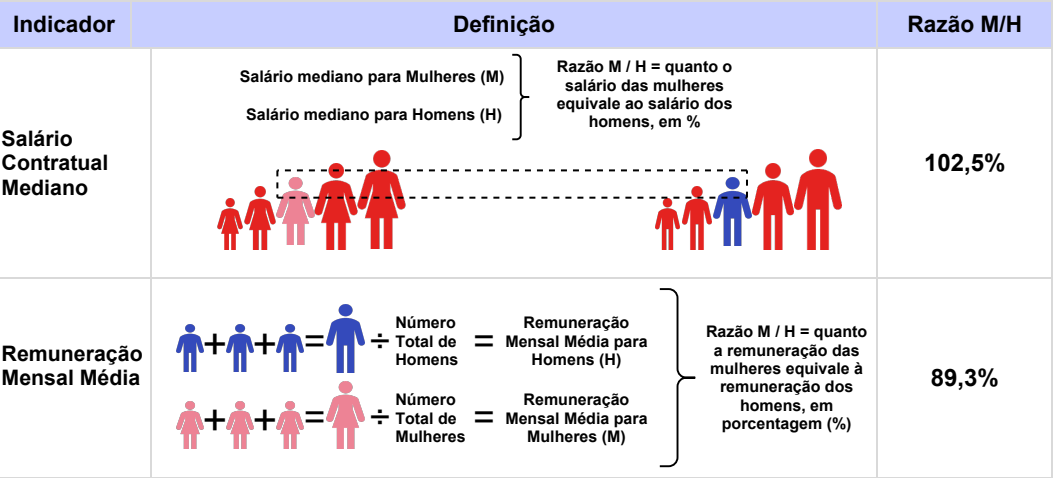 Indicador
Definição
Razão M/H
Salário
Contratual
Mediano
Salário mediano para Mulheres (M)
Salário mediano para Homens (H)
Razão M / H = quanto o
salário das mulheres
equivale ao salário dos
homens, em %
102,5%
Remuneração
Mensal Média
+
+
=
÷
Número
Total de
Homens
=
Remuneração
Mensal Média para
Homens (H)
+
+
=
÷
Número
Total de
Mulheres
=
Remuneração
Mensal Média para
Mulheres (M)
Razão M / H = quanto
a remuneração das
mulheres equivale à
remuneração dos
homens, em
porcentagem (%)
89,3%